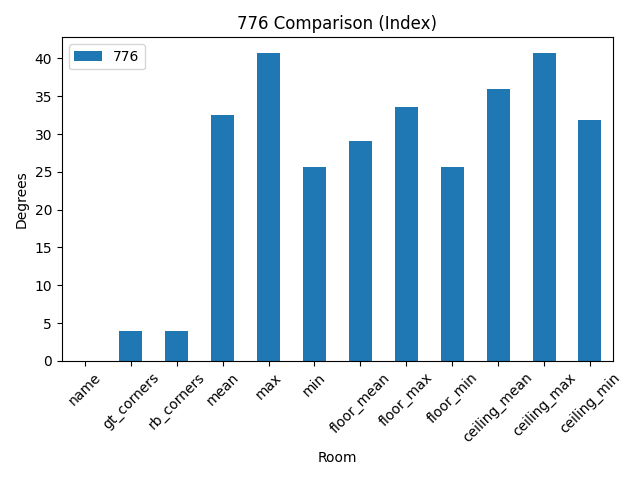 776 Comparison (Index)
776
40
35
30
25
20
15
10
5
0
Degrees
name
gt_corners
rb_corners
mean
max
min
floor_mean
floor_max
floor_min
ceiling_mean
ceiling_max
ceiling_min
Room